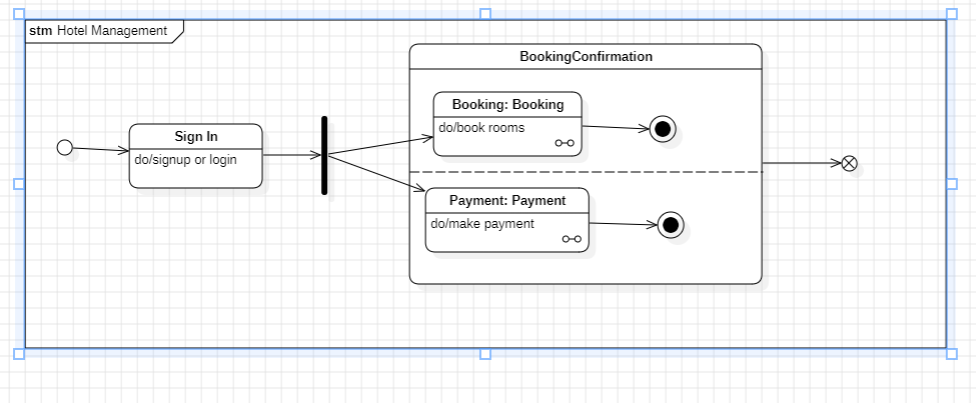 stm Hotel Management
BookingConfirmation
Booking: Booking
do/book rooms
Sign In
do/signup or login
Payment: Payment
do/make payment